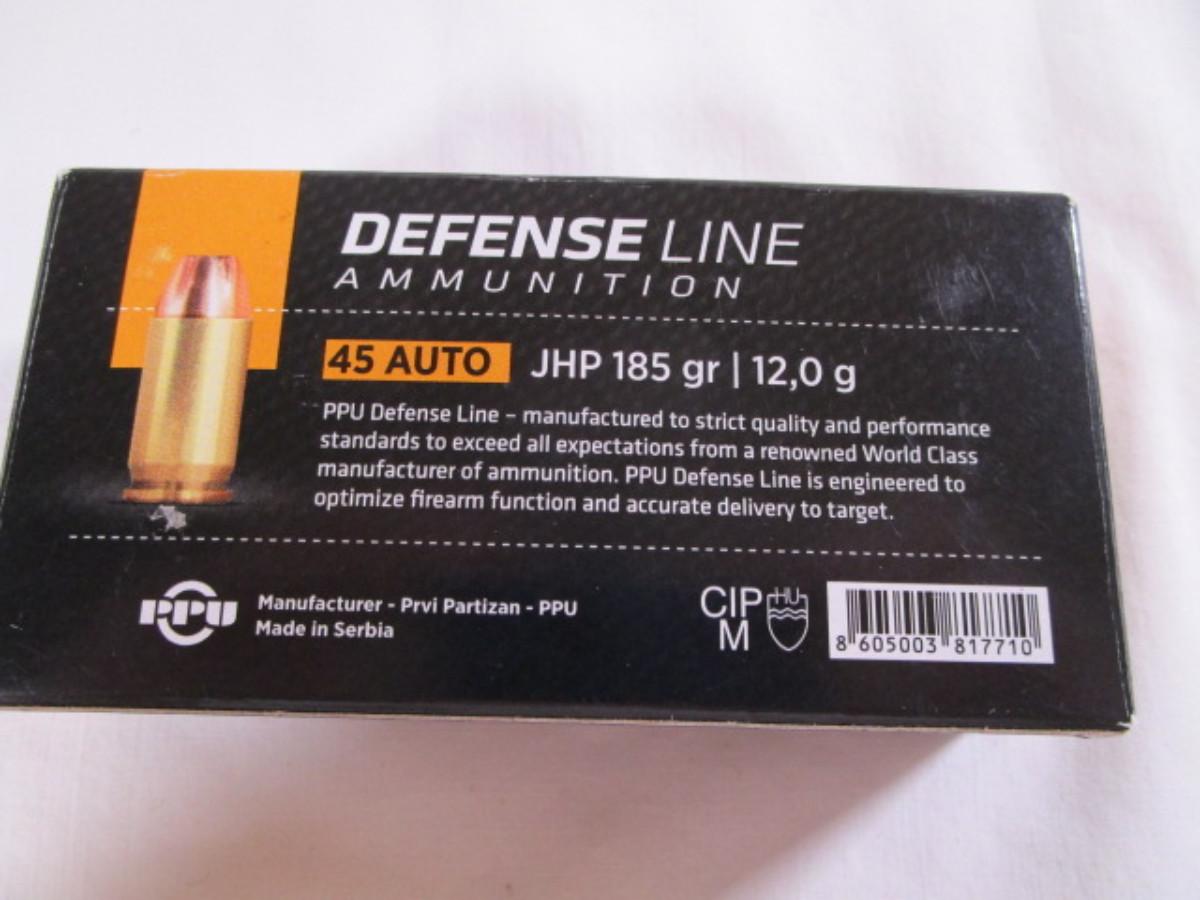 DEFENSE LINE
AMMUNITION
45 AUTO JHP 185 gr | 12,0 g
PPU Defense Line – manufactured to strict quality and performance
standards to exceed all expectations from a renowned World Class
manufacturer of ammunition. PPU Defense Line is engineered to
optimize firearm function and accurate delivery to target.
PPU
Manufacturer - Prvi Partizan - PPU
Made in Serbia
CIP
M
HU
8 605003 817710